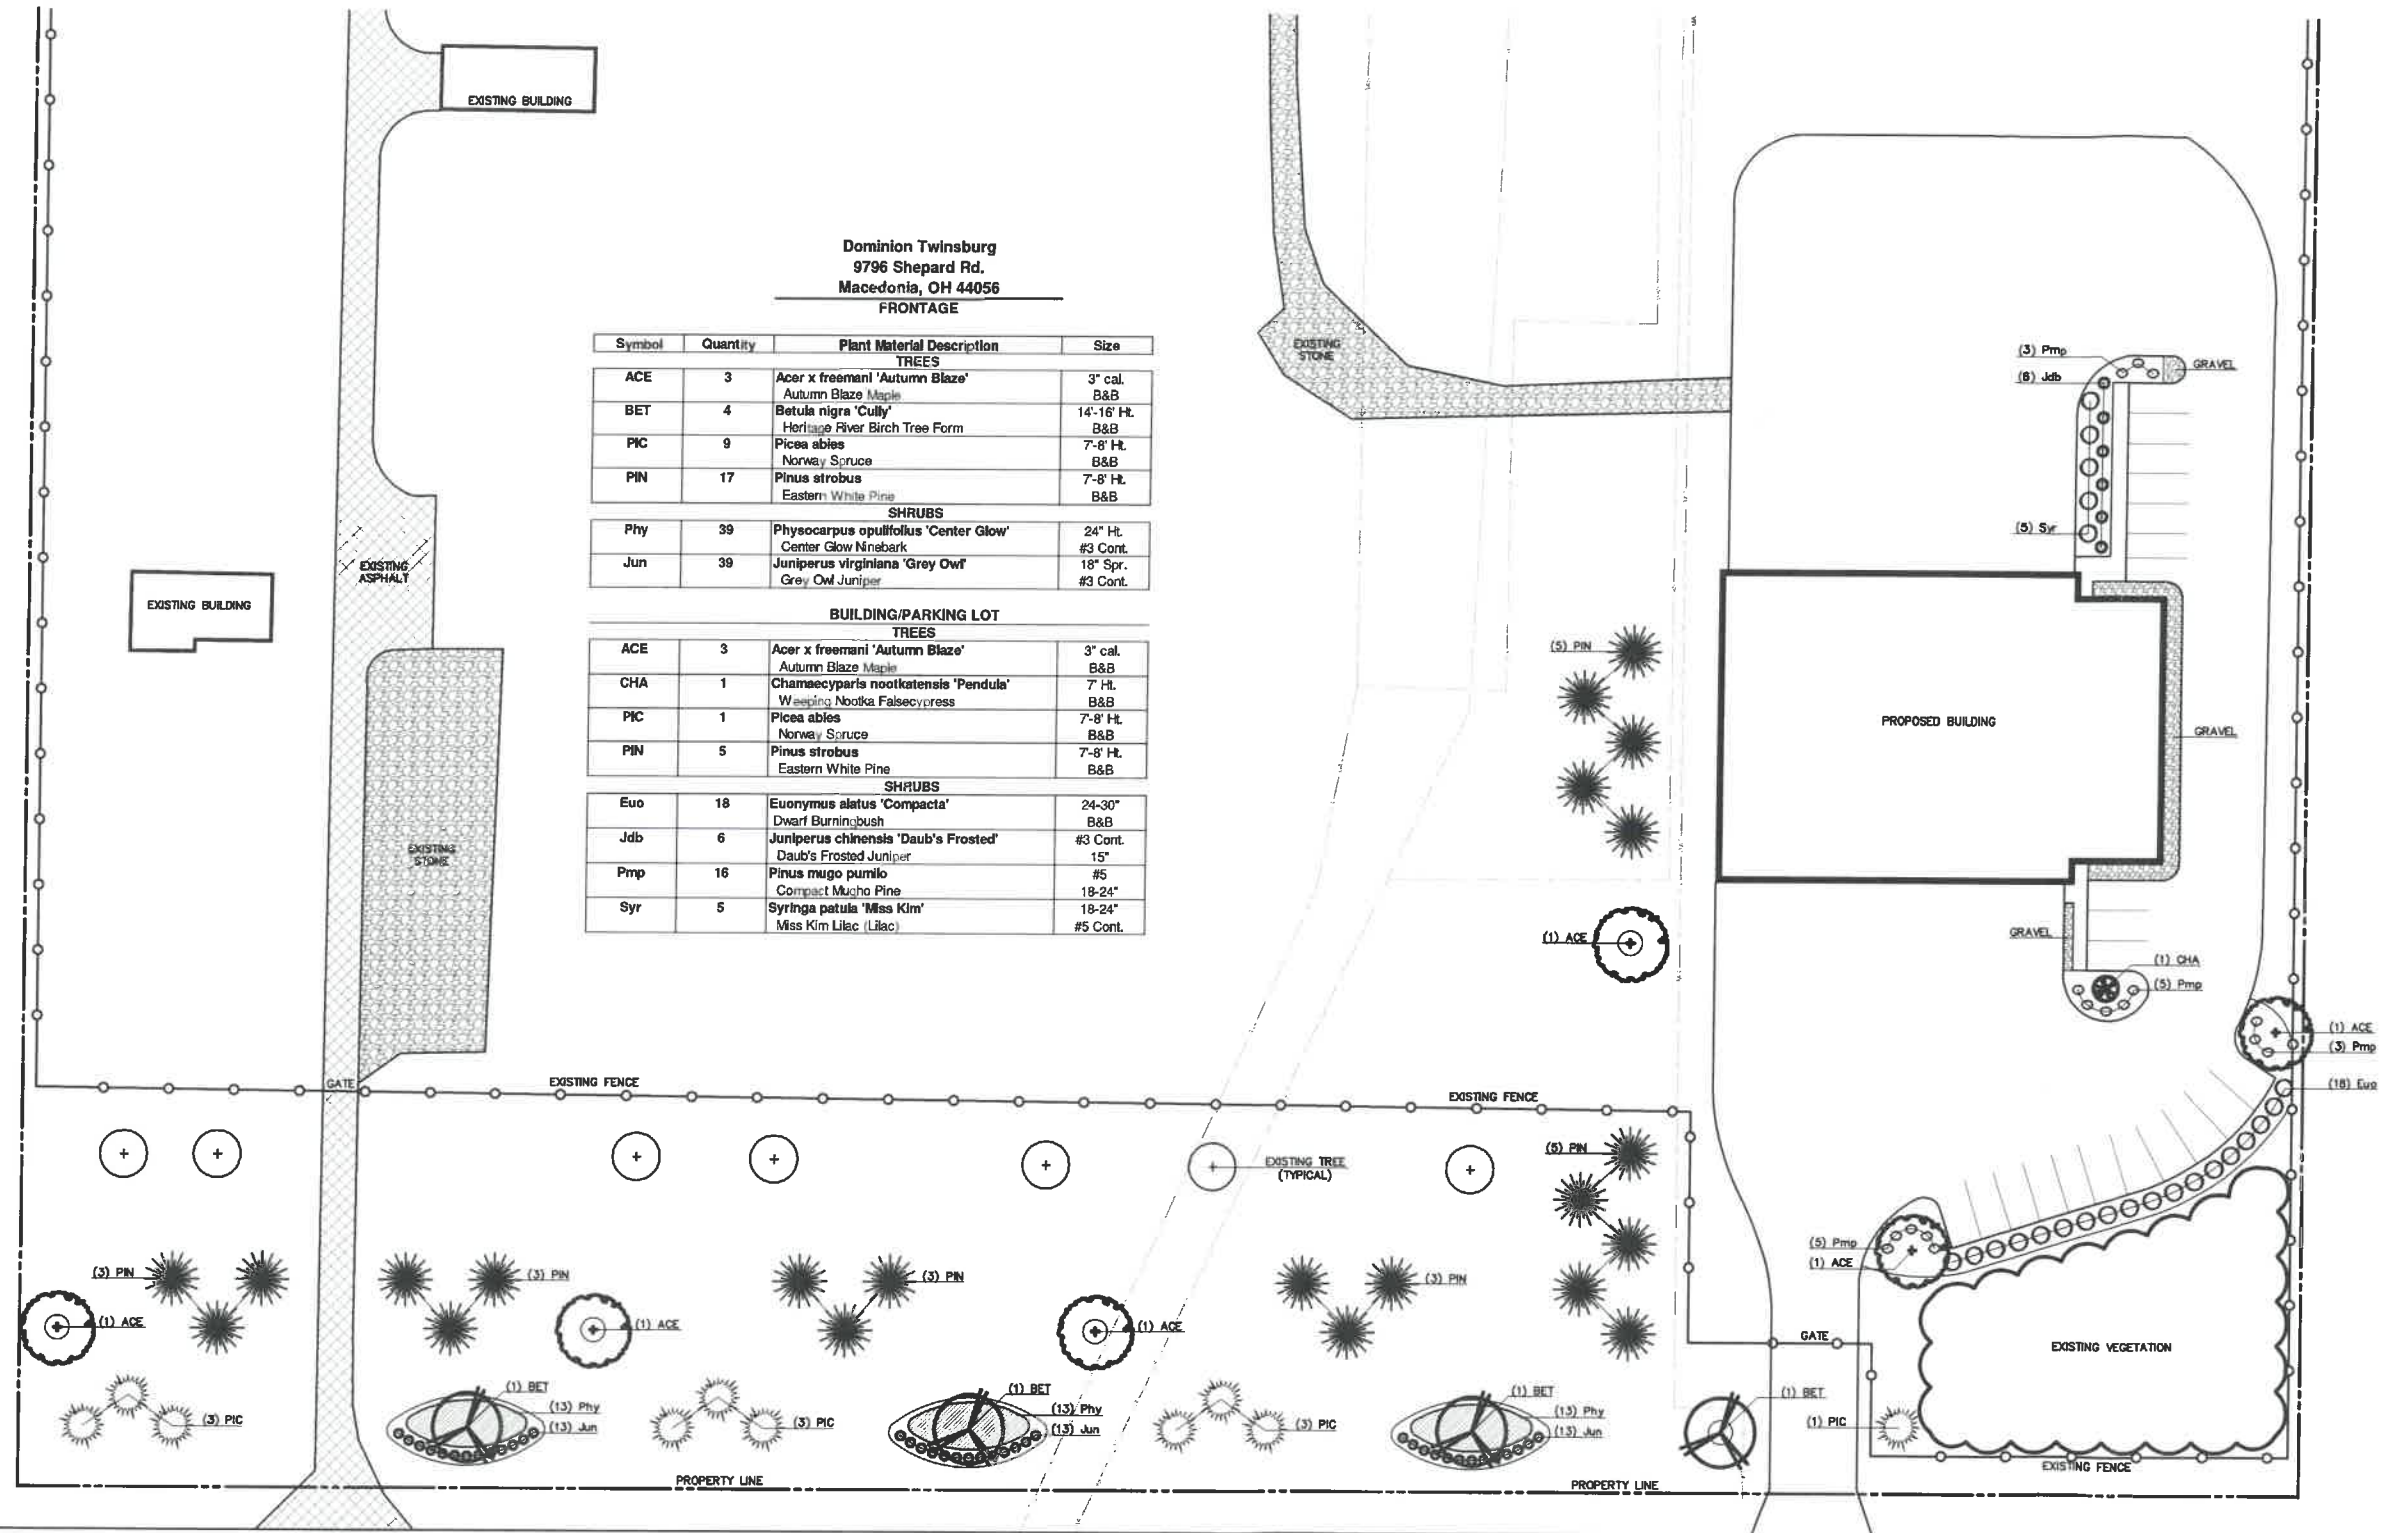 EXISTING BUILDING
Dominion Twinsburg
9796 Shepard Rd.
Macedonia, OH 44056
FRONTAGE
Symbol Quantity Plant Material Description Size
TREES
ACE 3 Acer x freemani 'Autumn Blaze' 3" cal.
Autumn Blaze Maple B&B
BET 4 Betula nigra 'Cully' 14'-16' Ht.
Heritage River Birch Tree Form B&B
PIC 9 Picea abies 7'-8' Ht.
Norway Spruce B&B
PIN 17 Pinus strobus 7'-8' Ht.
Eastern White Pine B&B
SHRUBS
Phy 39 Physocarpus opulifolius 'Center Glow' 24" Ht.
Center Glow Ninebark #3 Cont.
Jun 39 Juniperus virginiana 'Grey Owl' 18" Spr.
Grey Owl Juniper #3 Cont.
BUILDING/PARKING LOT
TREES
ACE 3 Acer x freemani 'Autumn Blaze' 3" cal.
Autumn Blaze Maple B&B
CHA 1 Chamaecyparis nootkatensis 'Pendula' 7' Ht.
Weeping Nootka Falsecypress B&B
PIC 1 Picea abies 7'-8' Ht.
Norway Spruce B&B
PIN 5 Pinus strobus 7'-8' Ht.
Eastern White Pine B&B
SHRUBS
Euo 18 Euonymus alatus 'Compacta' 24-30"
Dwarf Burningbush B&B
Jdb 6 Juniperus chinensis 'Daub's Frosted' #3 Cont.
Daub's Frosted Juniper 15"
Pmp 16 Pinus mugo pumilo #5
Compact Mugho Pine 18-24"
Syr 5 Syringa patula 'Miss Kim' 18-24"
Miss Kim Lilac (Lilac) #5 Cont.
EXISTING
STONE
(3) Pmp
GRAVEL
(6) Jdb
(5) Syr
EXISTING
ASPHALT
EXISTING BUILDING
(5) PIN
PROPOSED BUILDING
GRAVEL
EXISTING
STONE
(1) ACE
GRAVEL
(1) CHA
(5) Pmp
(1) ACE
(3) Pmp
(18) Euo
GATE
EXISTING FENCE
EXISTING FENCE
(5) PIN
EXISTING TREE
(TYPICAL)
(5) Pmp
(1) ACE
(3) PIN
(3) PIN
(3) PIN
(3) PIN
(1) ACE
(1) ACE
(1) ACE
GATE
EXISTING VEGETATION
(3) PIC
(1) BET
(13) Phy
(13) Jun
(3) PIC
(1) BET
(13) Phy
(13) Jun
(3) PIC
(1) BET
(13) Phy
(13) Jun
(1) BET
(1) PIC
EXISTING FENCE
PROPERTY LINE
PROPERTY LINE